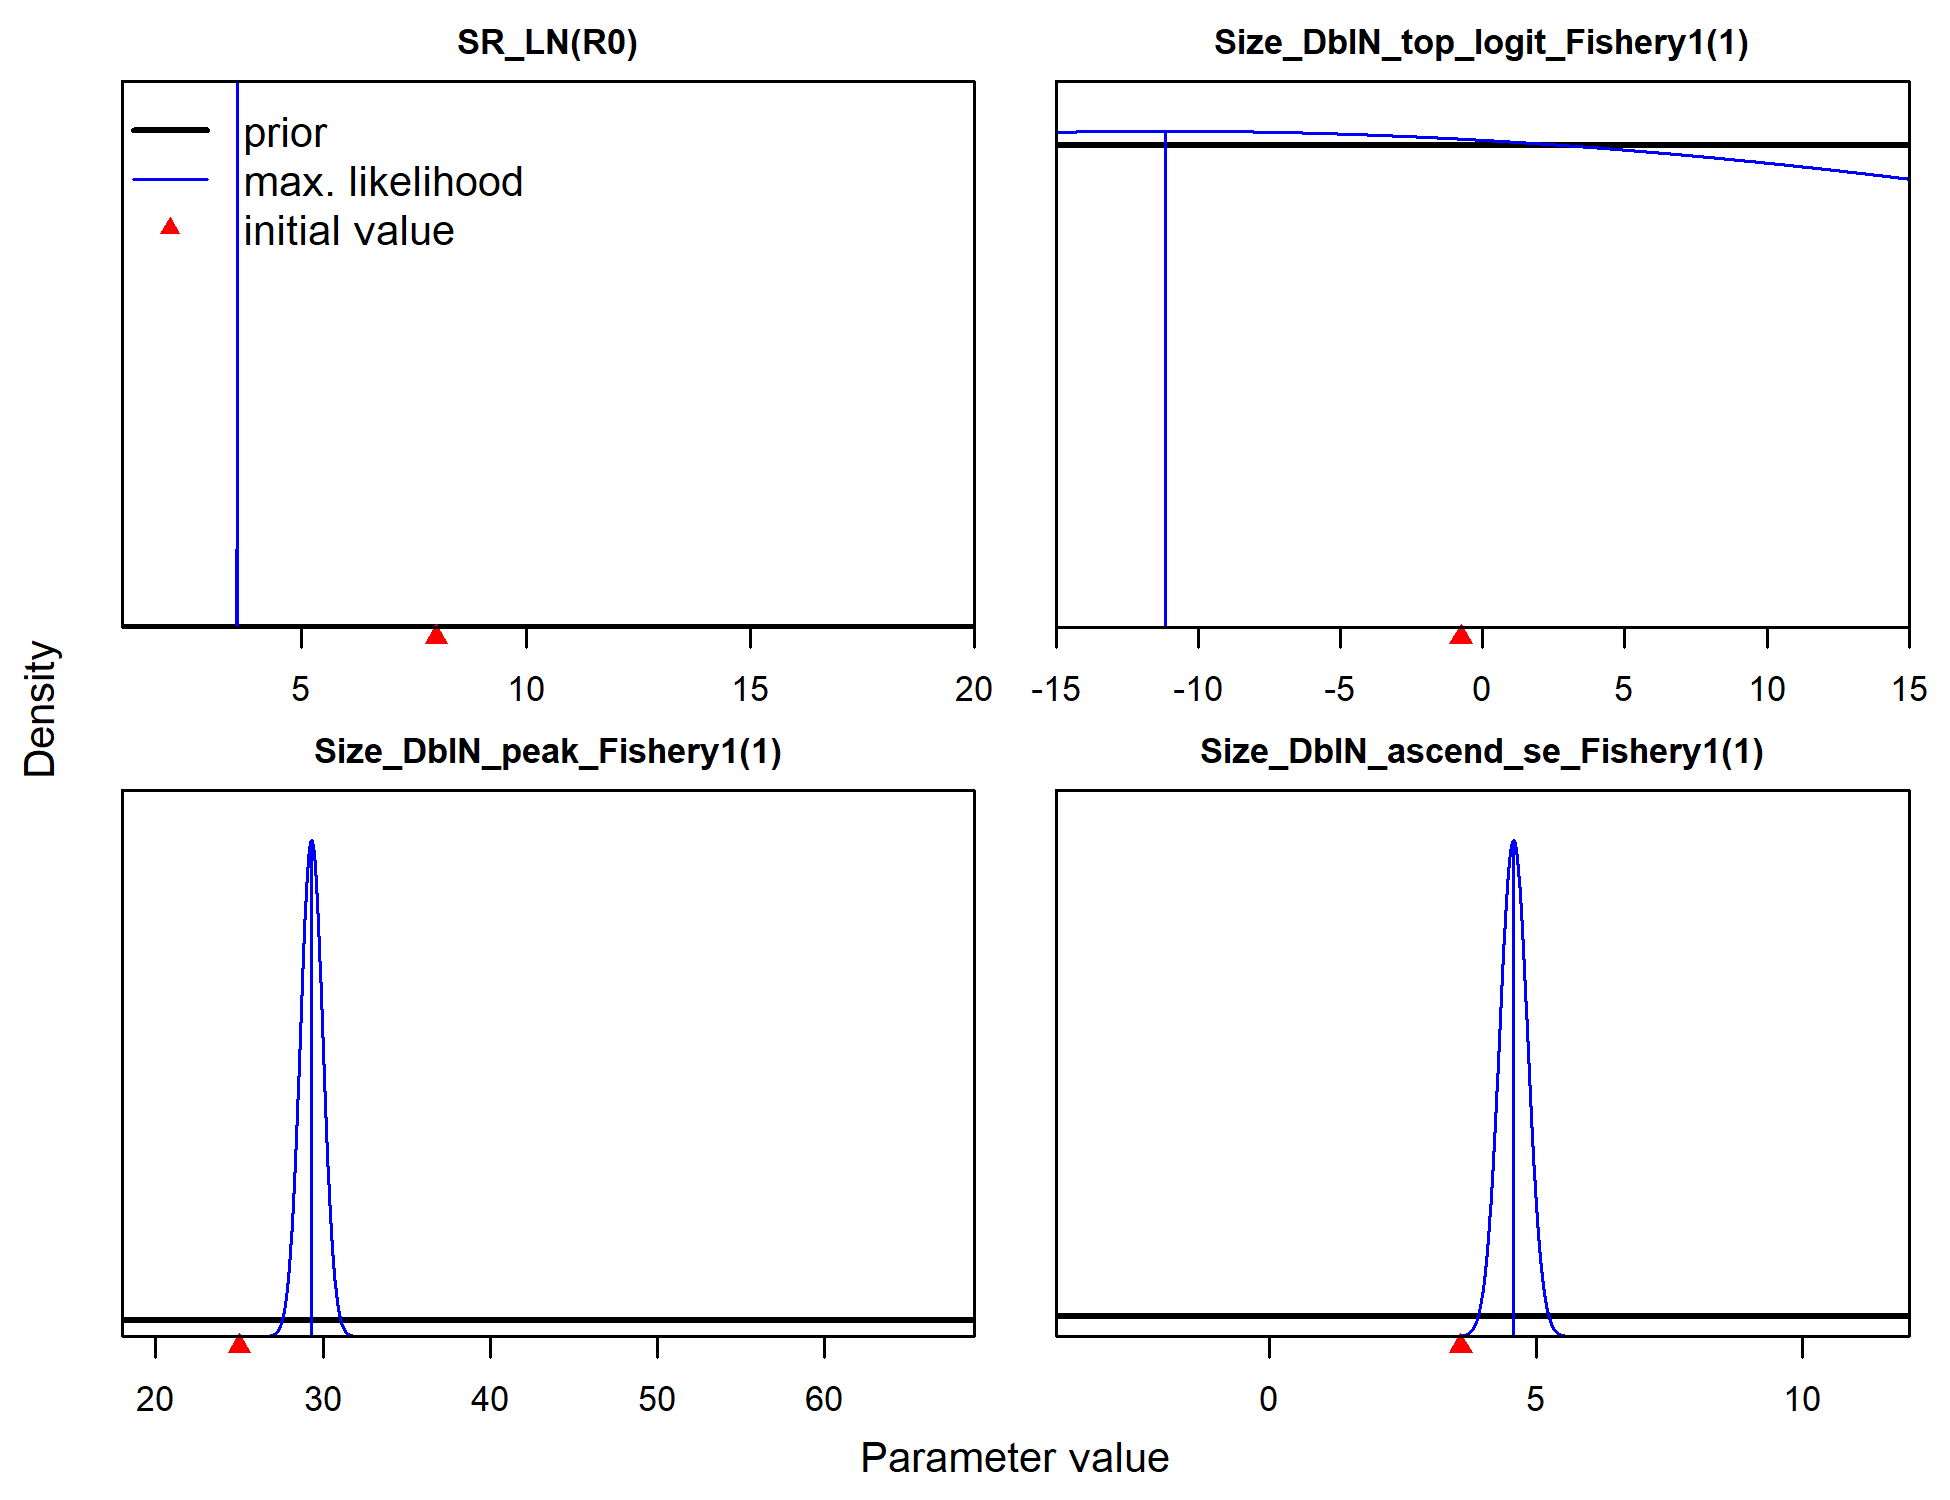 SR_LN(R0)
prior
max. likelihood
initial value
5 10 15 20
Size_DblN_top_logit_Fishery1(1)
-15 -10 -5 0 5 10 15
Density
Size_DblN_peak_Fishery1(1)
20 30 40 50 60
Size_DblN_ascend_se_Fishery1(1)
0 5 10
Parameter value